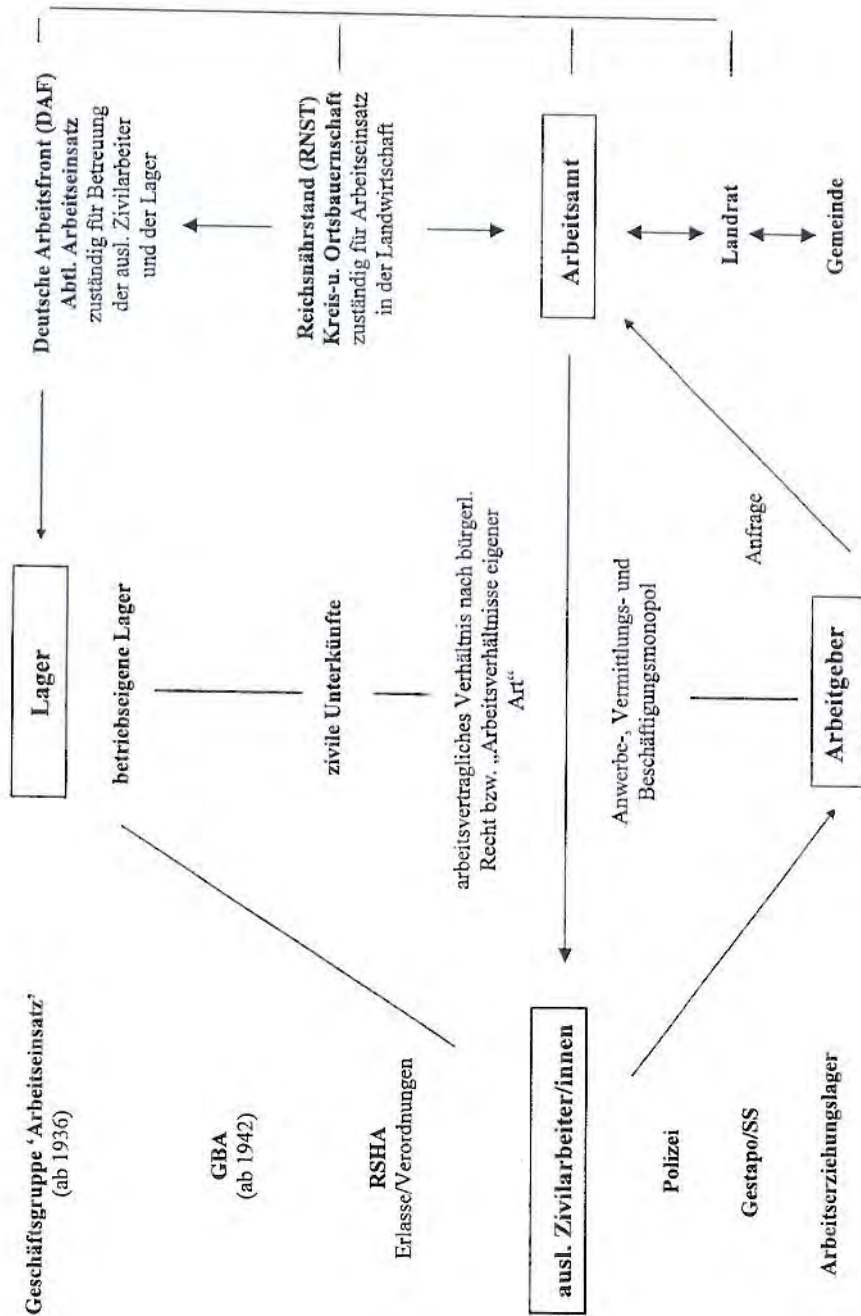 Geschäftsgruppe 'Arbeitseinsatz'
(ab 1936)
GBA
(ab 1942)
RSHA
Erlasse/Verordnungen
ausl. Zivilarbeiter/innen
Polizei
Gestapo/SS
Arbeitserziehungslager
Lager
betriebseigene Lager
zivile Unterkünfte
arbeitsvertragliches Verhältnis nach bürgerl.
Recht bzw. „Arbeitsverhältnisse eigener
Art“
Anwerbe-, Vermittlungs- und
Beschäftigungsmonopol
Anfrage
Arbeitgeber
Deutsche Arbeitsfront (DAF)
Abtl. Arbeitseinsatz
zuständig für Betreuung
der ausl. Zivilarbeiter
und der Lager
Reichsnährstand (RNST)
Kreis-u. Ortsbauernschaft
zuständig für Arbeitseinsatz
in der Landwirtschaft
Arbeitsamt
Landrat
Gemeinde